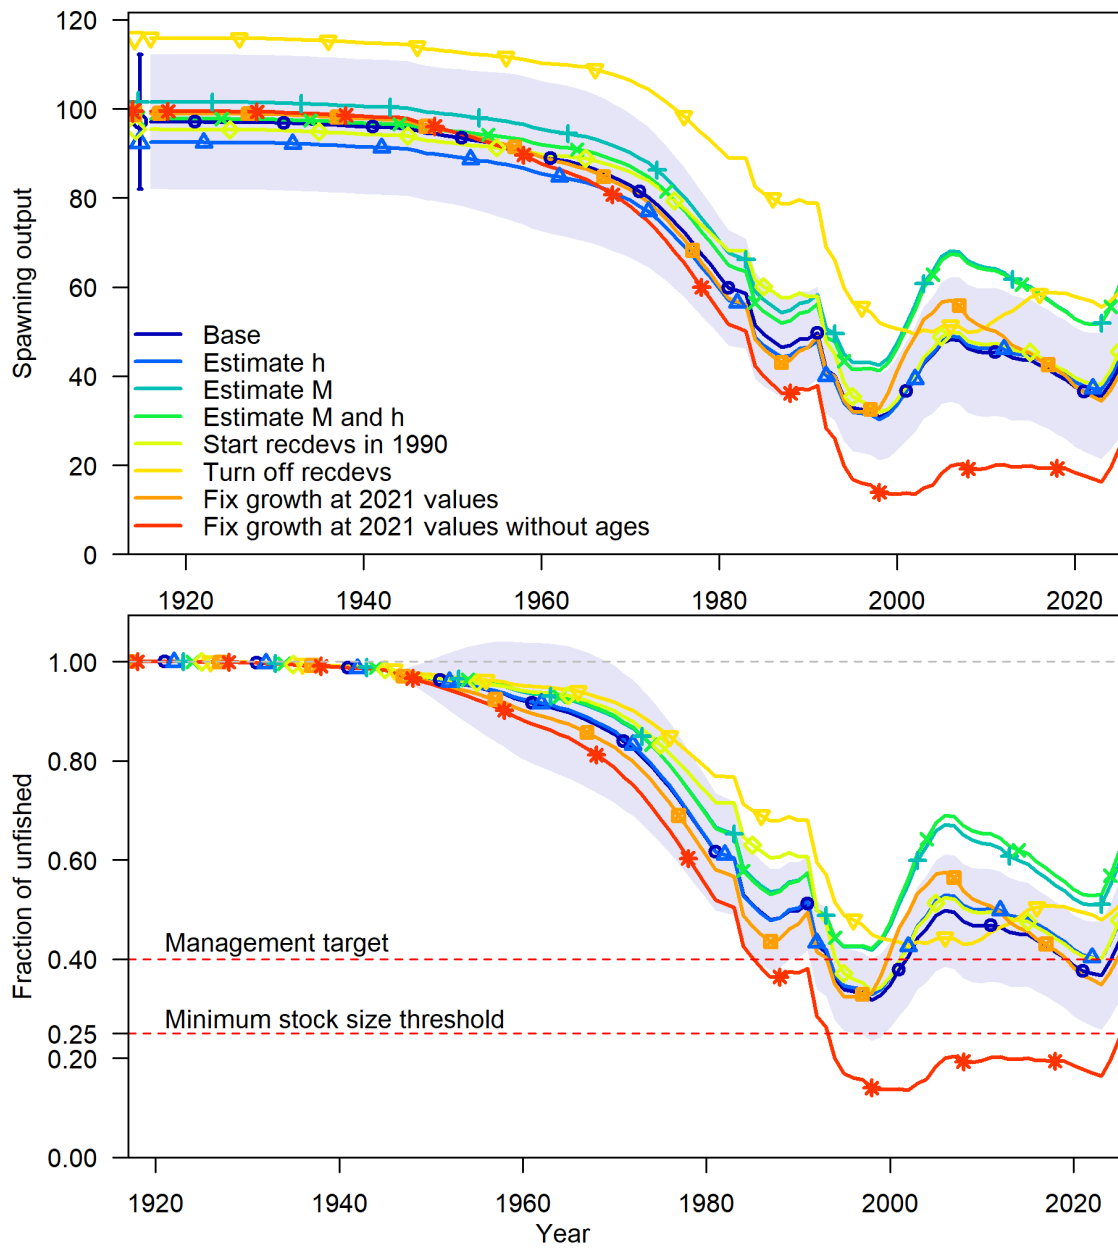 120
100
80
60
40
20
0
Spawning output
Base
Estimate h
Estimate M
Estimate M and h
Start recdevs in 1990
Turn off recdevs
Fix growth at 2021 values
Fix growth at 2021 values without ages
1920 1940 1960 1980 2000 2020
1.00
0.80
0.60
0.40
0.25
0.20
0.00
Fraction of unfished
Management target
Minimum stock size threshold
1920 1940 1960 1980 2000 2020
Year